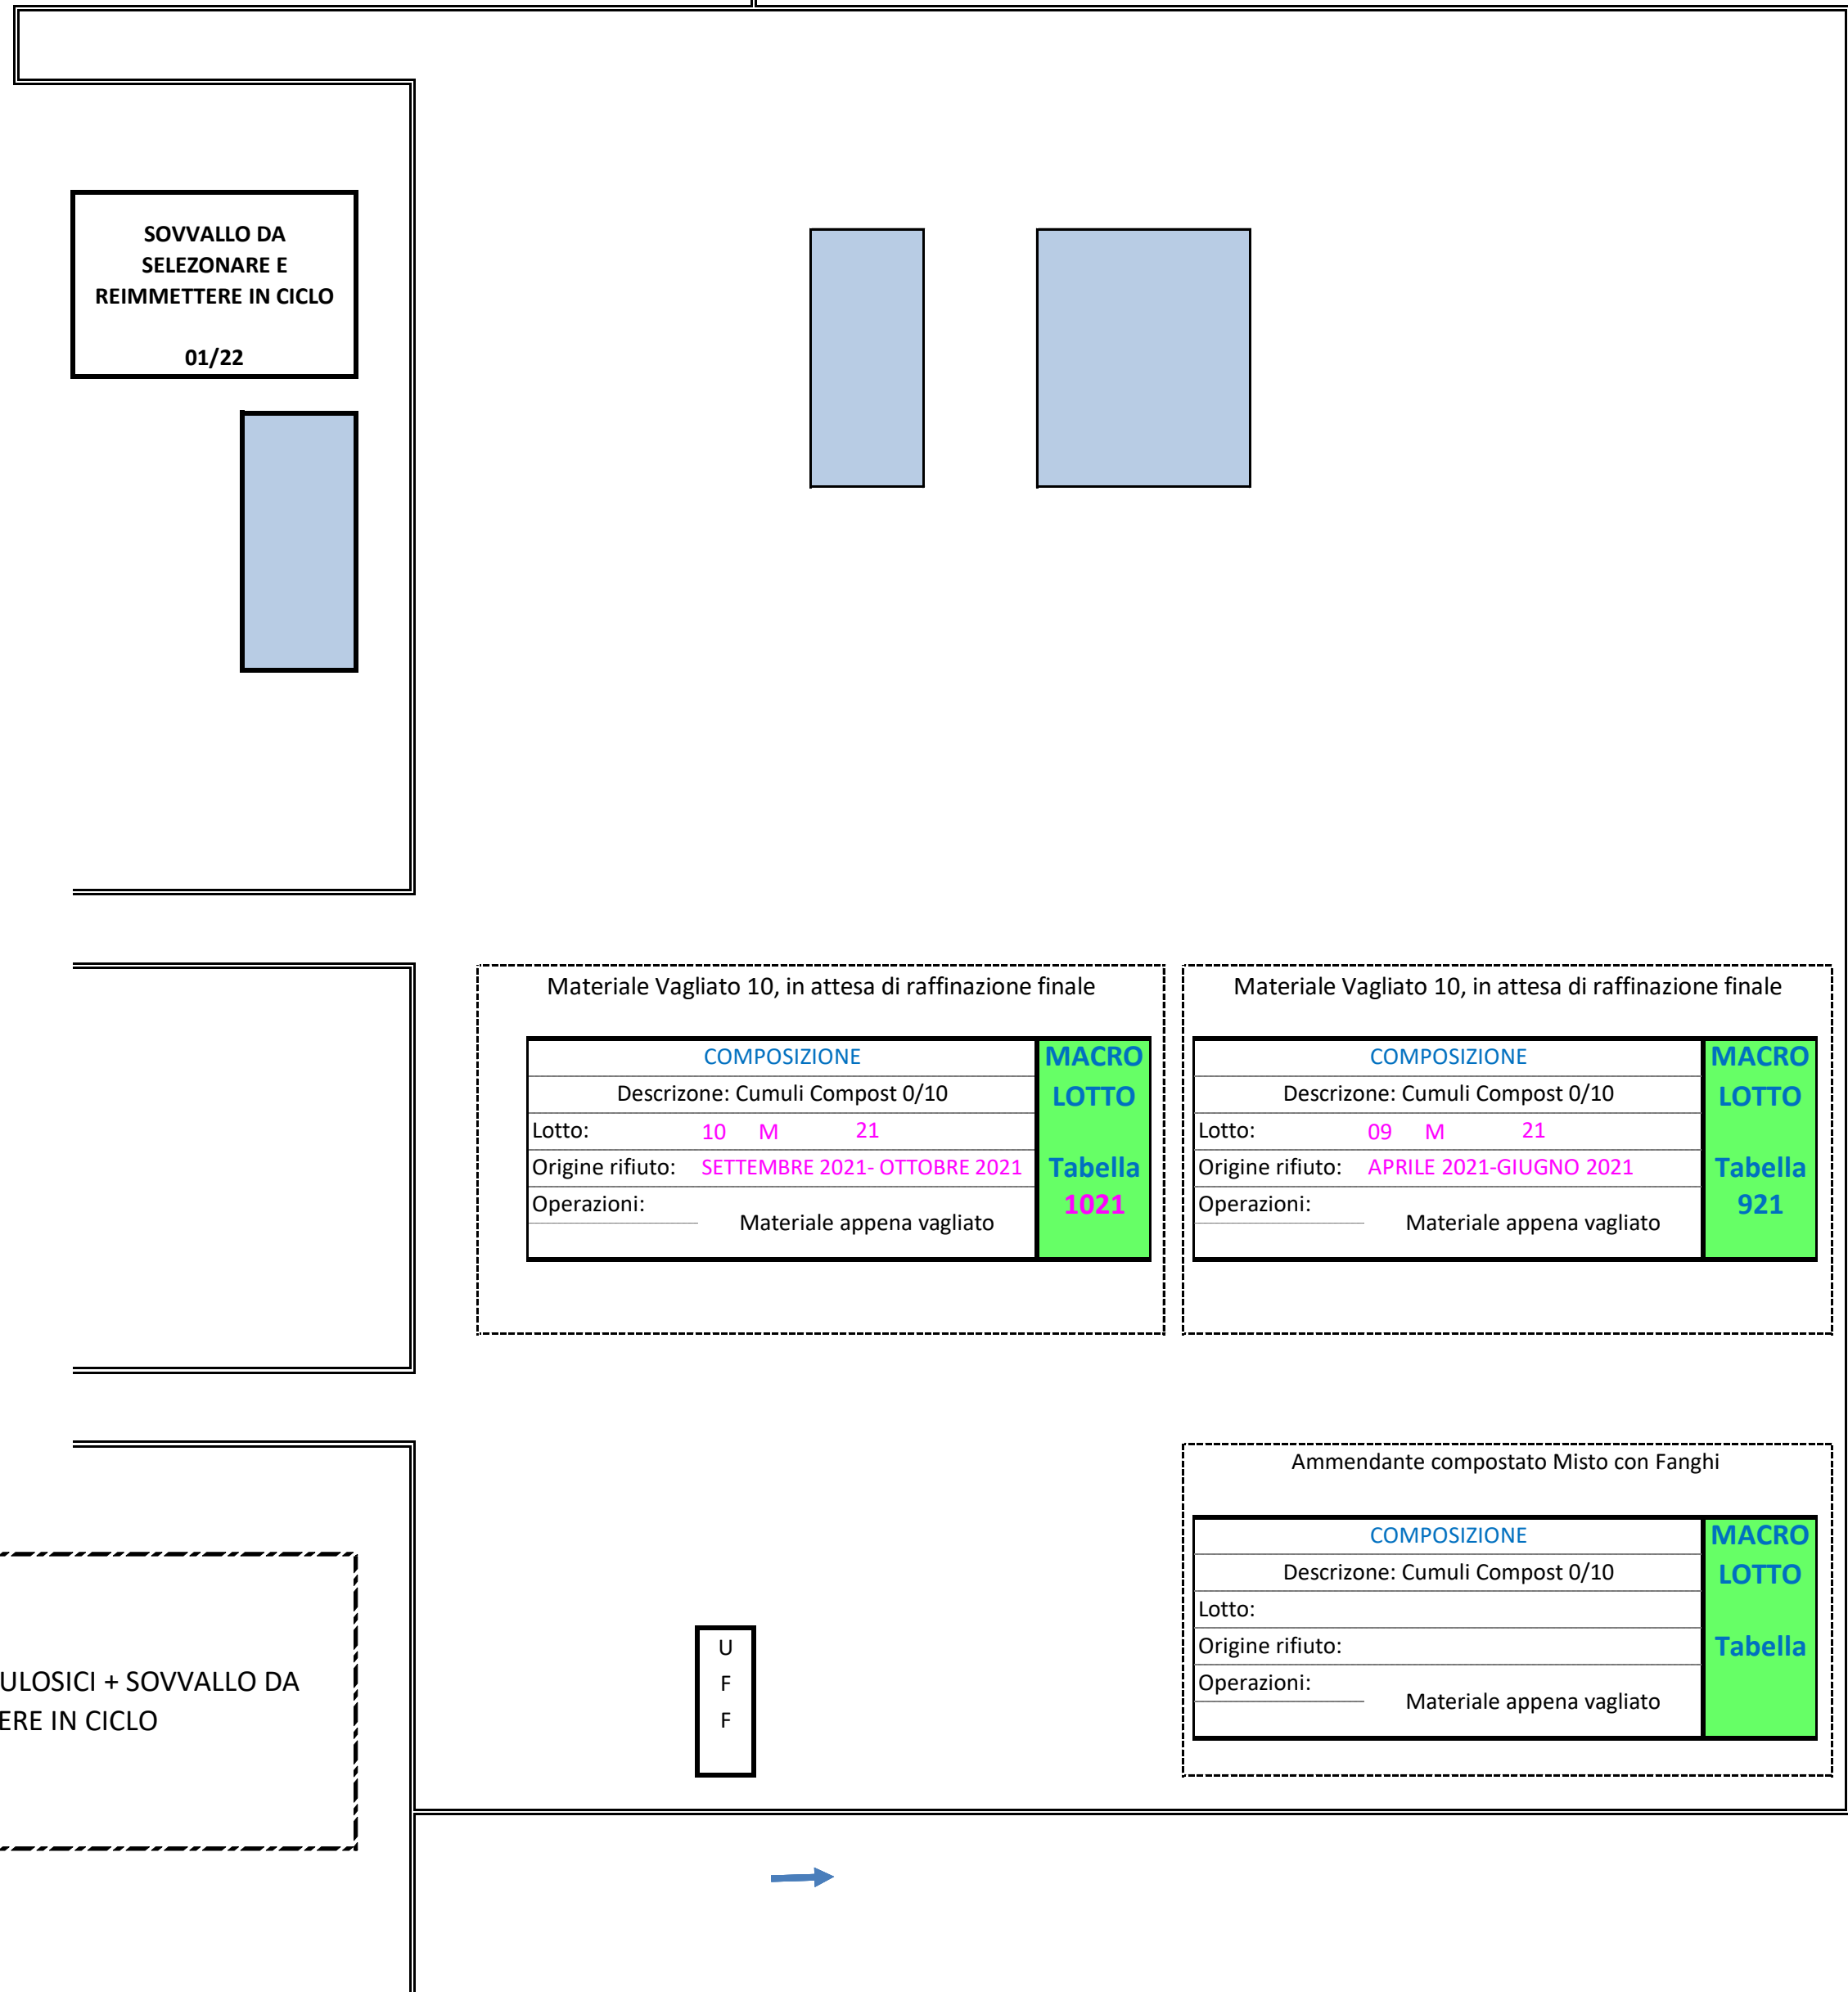 SOVVALLO DA
SELEZONARE E
REIMMETTERE IN CICLO
01/22
Materiale Vagliato 10, in attesa di raffinazione finale
COMPOSIZIONE
Descrizone: Cumuli Compost 0/10
Lotto: 10 M 21
Origine rifiuto: SETTEMBRE 2021- OTTOBRE 2021
Operazioni:
Materiale appena vagliato
MACRO
LOTTO
Tabella
1021
Materiale Vagliato 10, in attesa di raffinazione finale
COMPOSIZIONE
Descrizone: Cumuli Compost 0/10
Lotto: 09 M 21
Origine rifiuto: APRILE 2021-GIUGNO 2021
Operazioni:
Materiale appena vagliato
MACRO
LOTTO
Tabella
921
ULOSICI + SOVVALLO DA
ERE IN CICLO
U
F
F
Ammendante compostato Misto con Fanghi
COMPOSIZIONE
Descrizone: Cumuli Compost 0/10
Lotto:
Origine rifiuto:
Operazioni:
Materiale appena vagliato
MACRO
LOTTO
Tabella